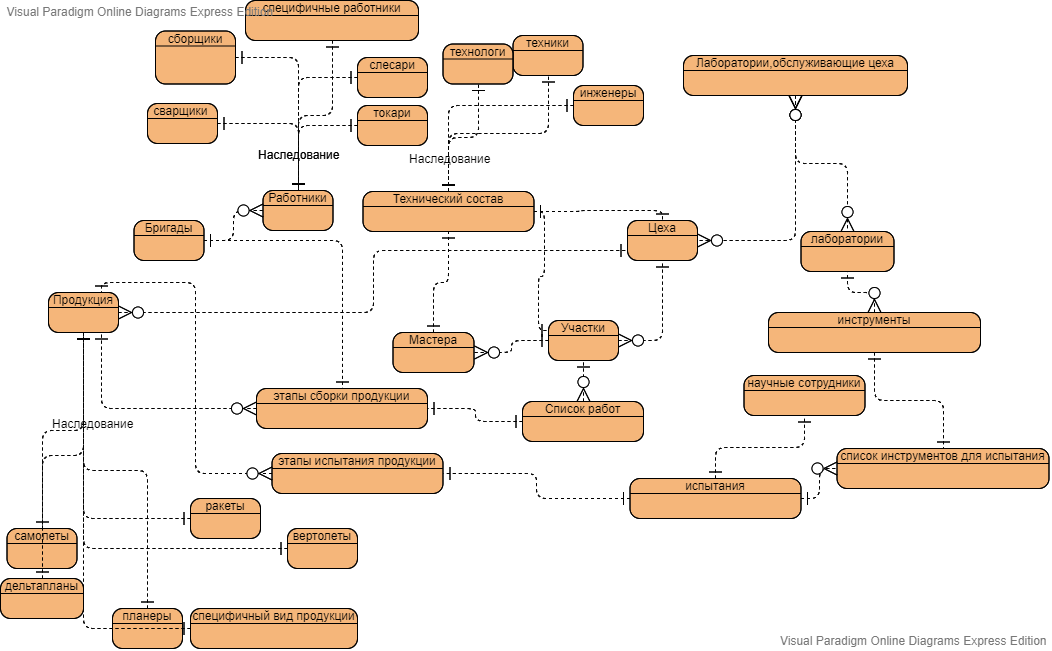 Visual Paradigm Online Diagrams Express Edition
специфичные работники
сборщики
технологи
техники
слесари
Лаборатории,обслуживающие цеха
инженеры
сварщики
токари
Наследование
Наследование
Работники
Технический состав
Бригады
Цеха
лаборатории
Продукция
Мастера
Участки
инструменты
научные сотрудники
этапы сборки продукции
Список работ
Наследование
этапы испытания продукции
список инструментов для испытания
испытания
ракеты
самолеты
вертолеты
дельтапланы
планеры
специфичный вид продукции
Visual Paradigm Online Diagrams Express Edition